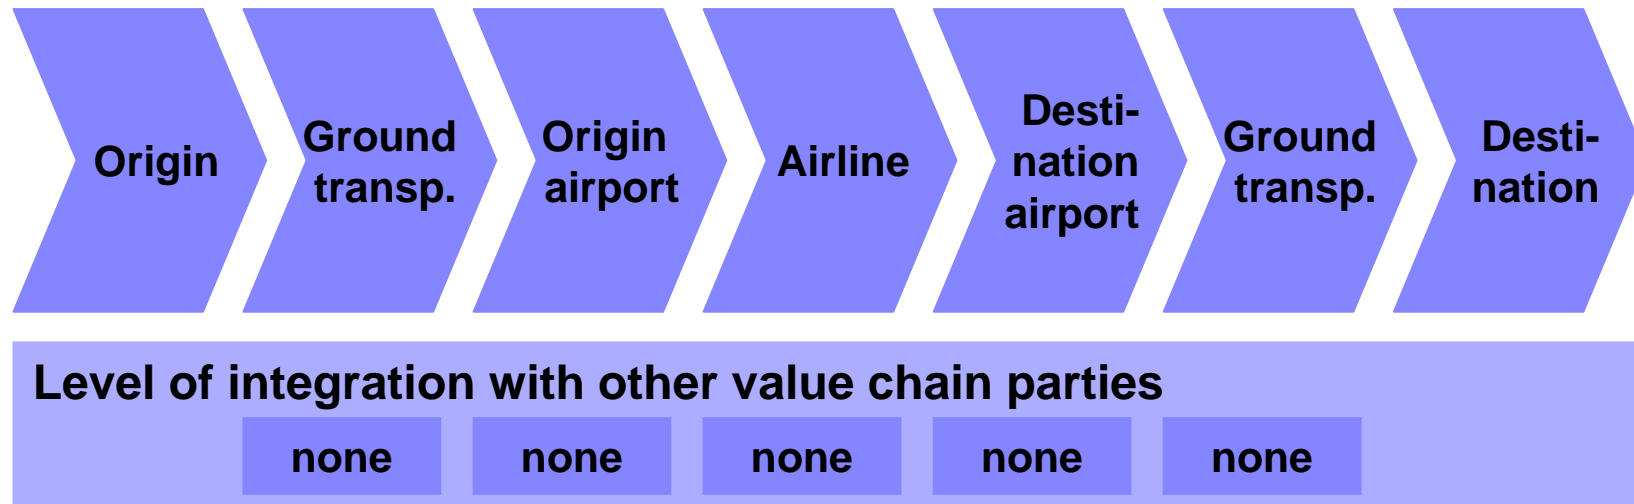 Origin
Ground
transp.
Origin
airport
Airline
Desti-
nation
airport
Ground
transp.
Desti-
nation
Level of integration with other value chain parties
none
none
none
none
none